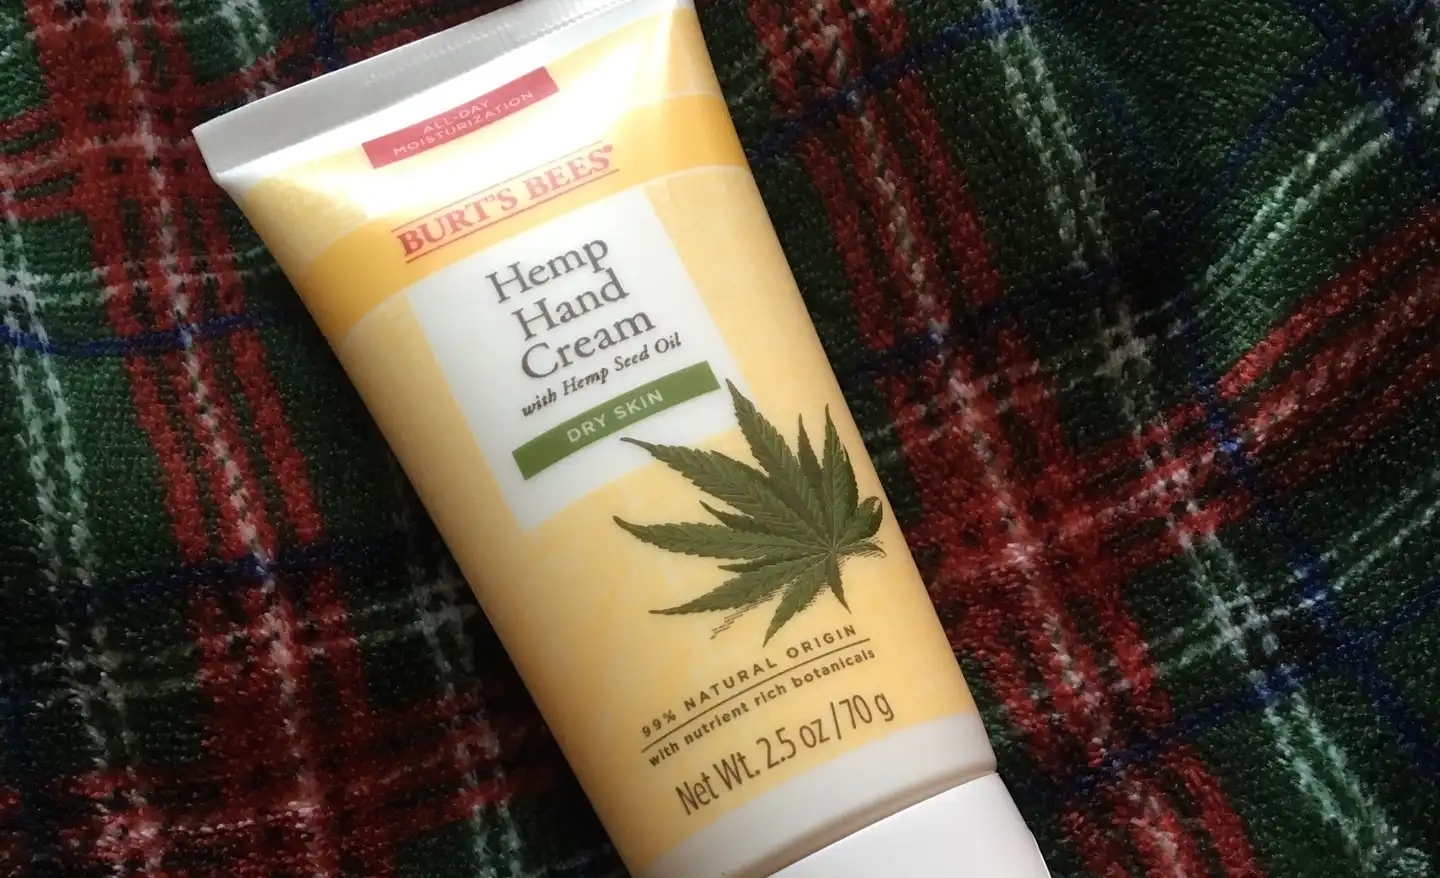 ALL-DAY
MOISTURIZATION
BURT'S BEES®
Hemp
Hand
Cream
with Hemp Seed Oil
DRY SKIN
99% NATURAL ORIGIN
with nutrient rich botanicals
Net Wt. 2.5 oz/70 g